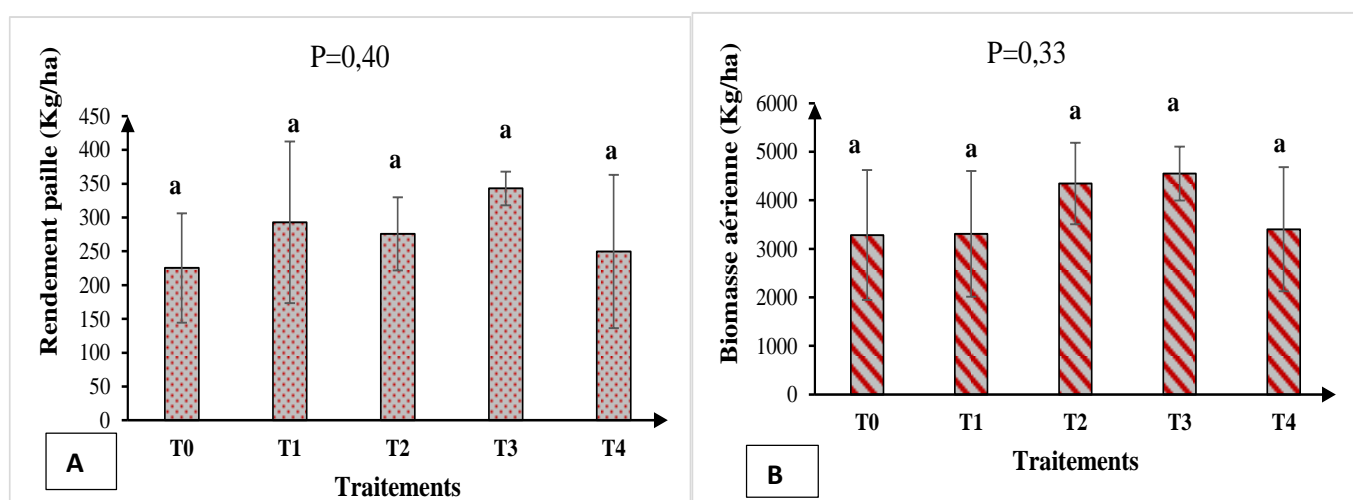 P=0,40
Rendement paille (Kg/ha)
450
400
350
300
250
200
150
100
50
0
a a a a a
T0 T1 T2 T3 T4
Traitements
A
P=0,33
Biomasse aérienne (Kg/ha)
6000
5000
4000
3000
2000
1000
0
a a a a a
T0 T1 T2 T3 T4
Traitements
B